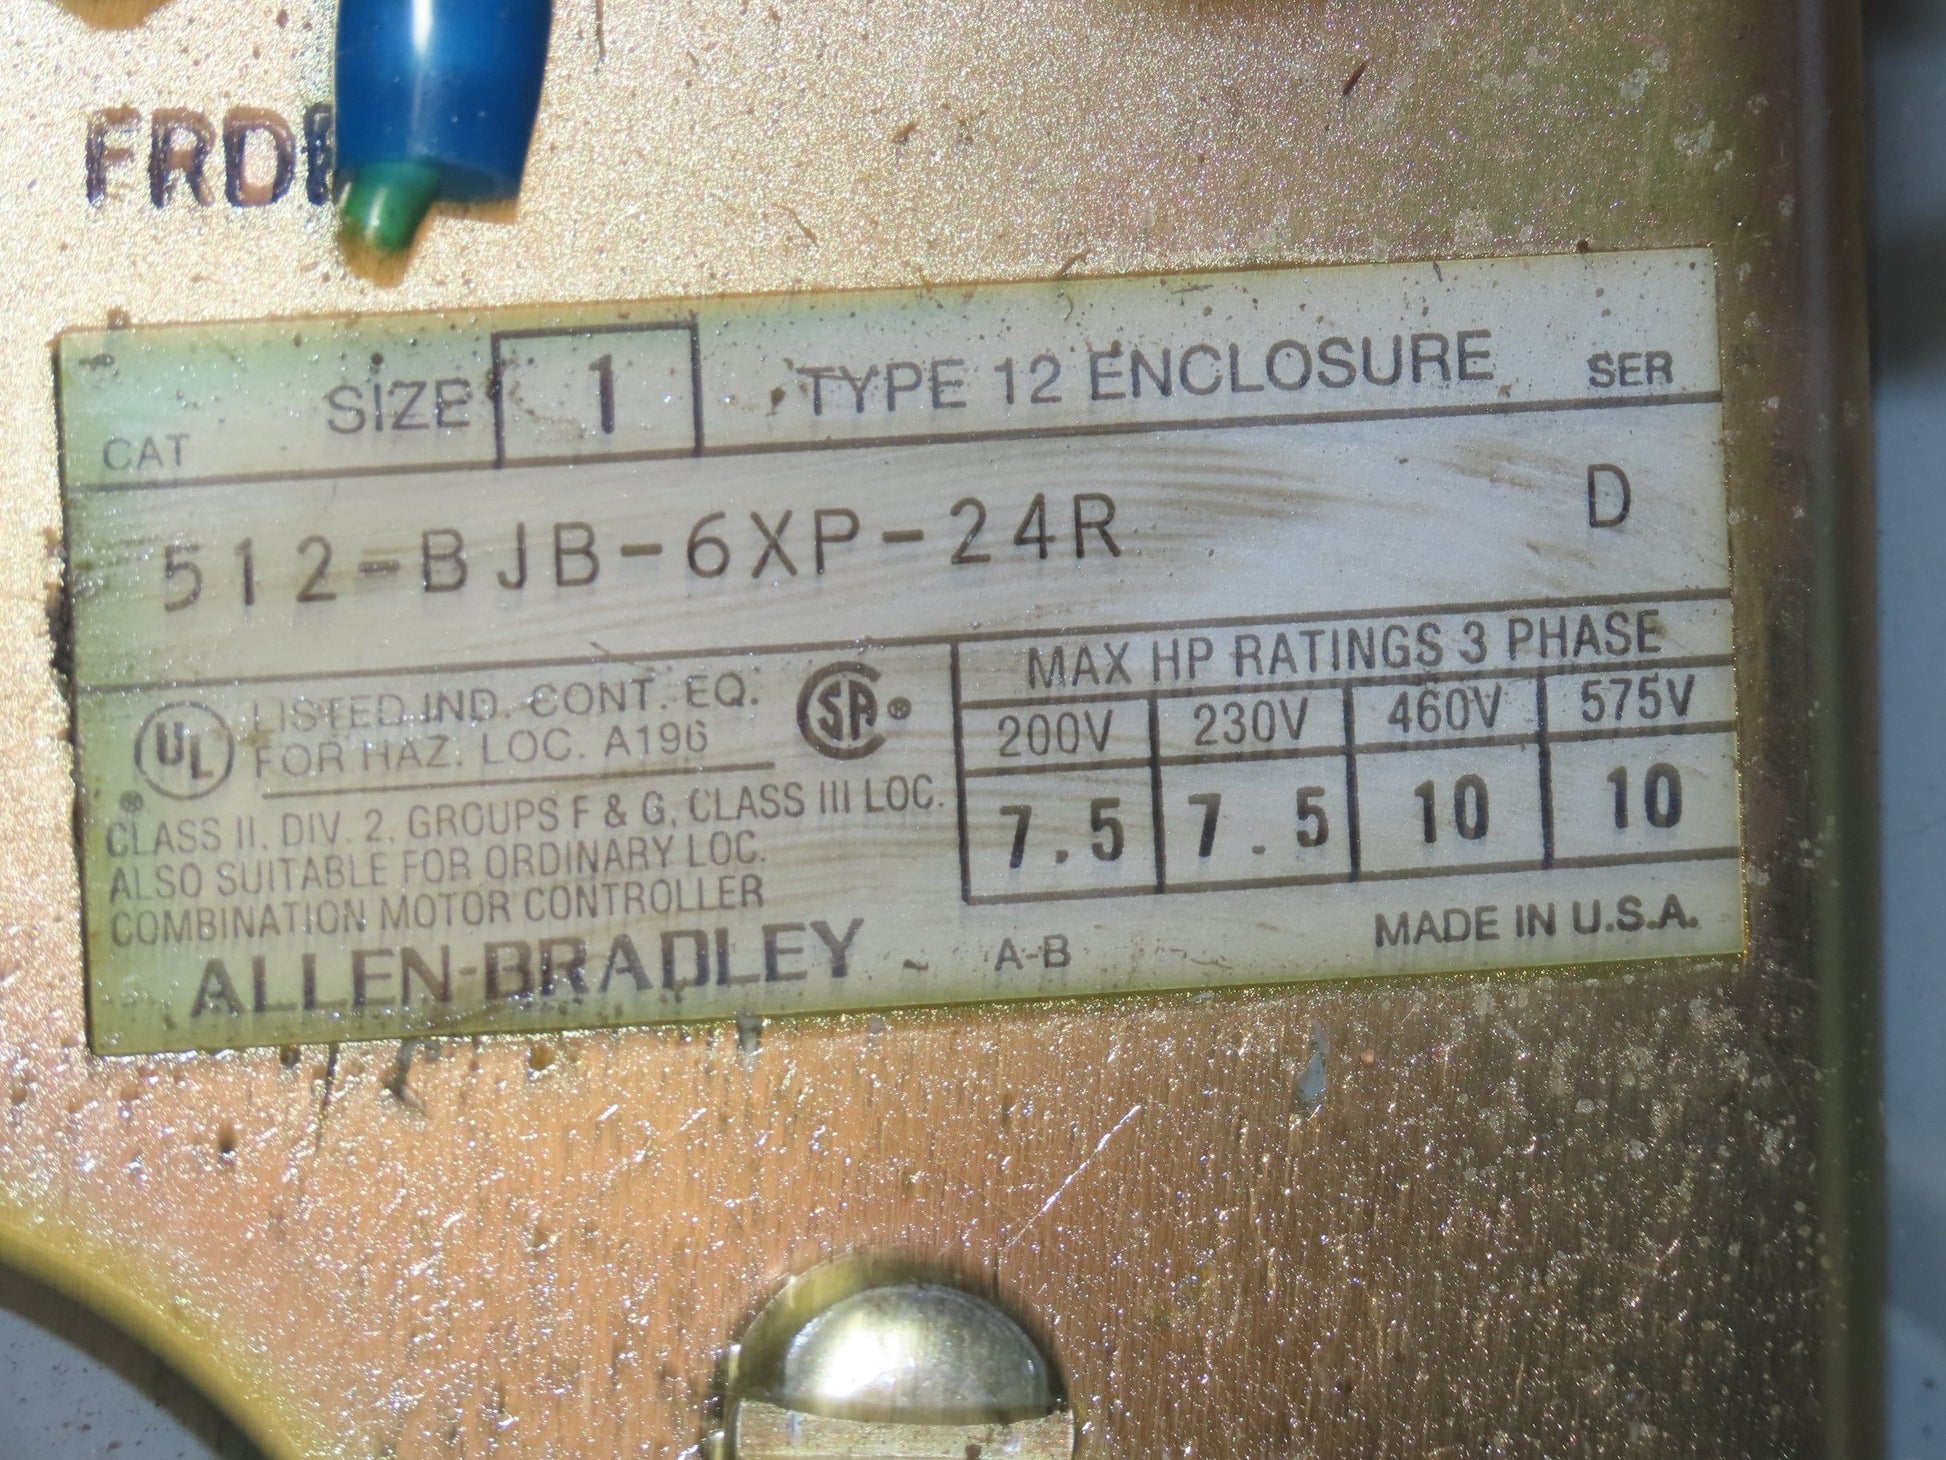 FRD
SIZE 1 TYPE 12 ENCLOSURE SER
CAT
512-BJB-6XP-24R D
UL® LISTED IND. CONT. EQ.
FOR HAZ. LOC. A196
SA®
CLASS II. DIV. 2. GROUPS F & G, CLASS III LOC.
ALSO SUITABLE FOR ORDINARY LOC.
COMBINATION MOTOR CONTROLLER
ALLEN-BRADLEY
MAX HP RATINGS 3 PHASE
200V 230V 460V 575V
7.5 7.5 10 10
A-B MADE IN U.S.A.